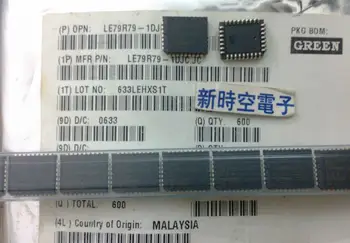 (P) OPN: LE79R79-1DJ
PKG BOM:
GREEN
(1P) MFR P/N: LE79R79-1DJC JC
(1T) LOT NO: 633LEHXS1T
新時空電子
(9D) D/C: 0633
(Q) QTY: 600
(9D) D/C:
(Q) TOTAL: 600
(4L) Country of Origin: MALAYSIA